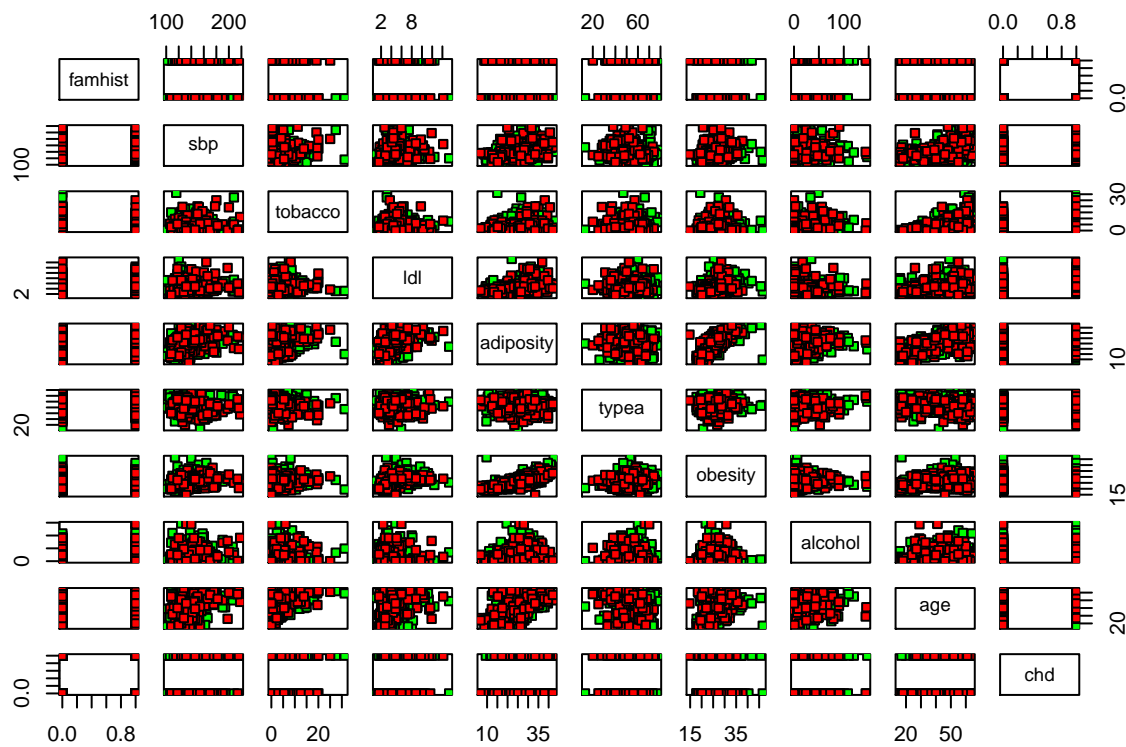 100 200 2 8 20 60 0 100 0.0 0.8
famhist 0.0
100 sbp
tobacco 0 30
2 ldl
adiposity 10
20 typea
obesity 15
0 alcohol
age 20
0.0 chd
0.0 0.8 0 20 10 35 15 35 20 50